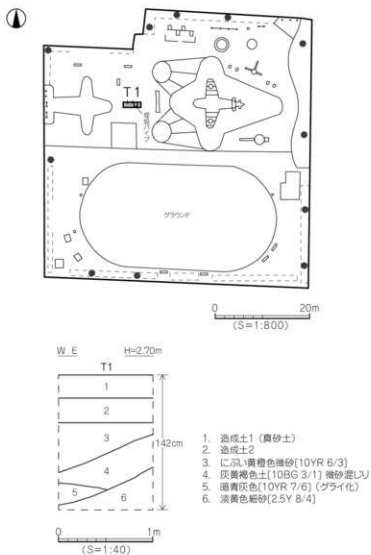 T1
グラウンド
0 20m
(S=1:800)
W E H=2.70m
T1
1
2
3
4
5
6
142cm
0 1m
(S=1:40)
1. 造成土1（真砂土）
2. 造成土2
3. にぶい黄橙色微砂[10YR 6/3]
4. 灰黄褐色土[10BG 3/1] 微砂混じり
5. 暗青灰色[10YR 7/6]（グライ化）
6. 淡黄色細砂[2.5Y 8/4]